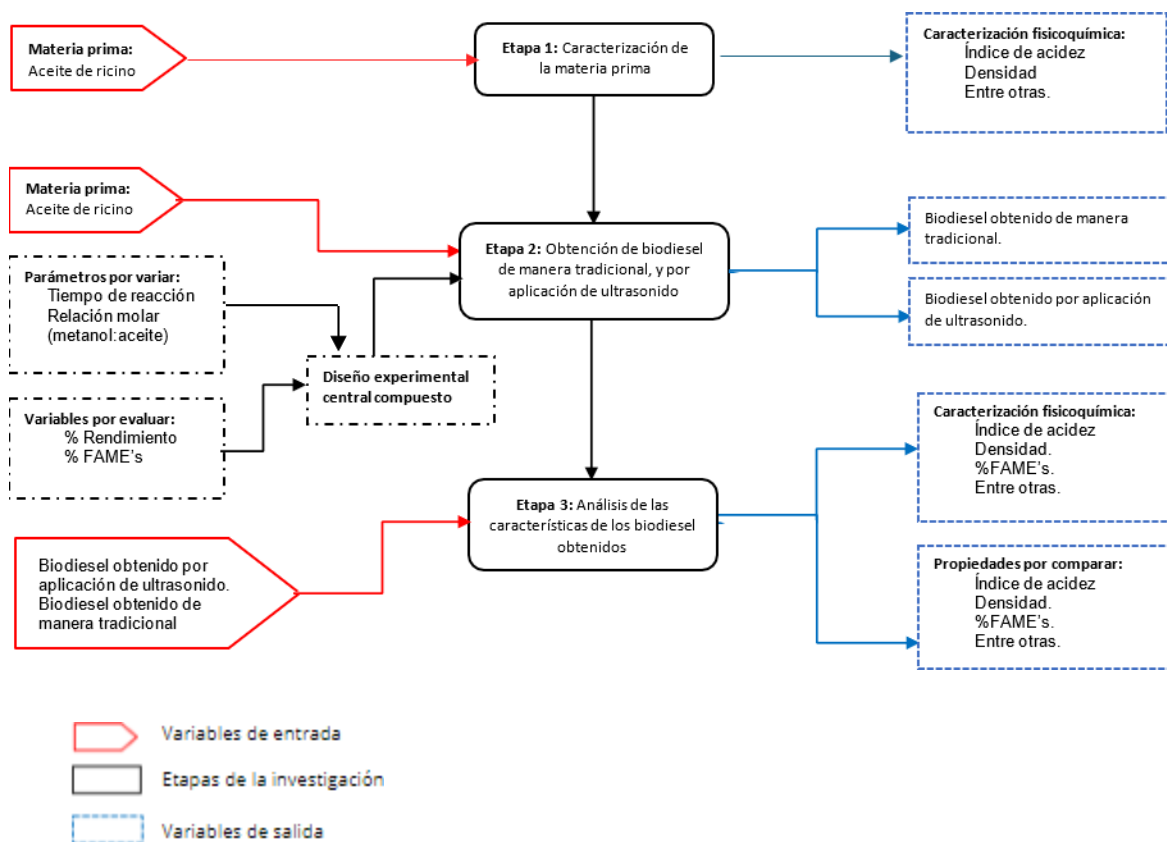 Materia prima:
Aceite de ricino
Etapa 1: Caracterización de
la materia prima
Caracterización fisicoquímica:
Índice de acidez
Densidad
Entre otras.
Materia prima:
Aceite de ricino
Etapa 2: Obtención de biodiesel
de manera tradicional, y por
aplicación de ultrasonido
Biodiesel obtenido de manera
tradicional.
Biodiesel obtenido por aplicación
de ultrasonido.
Parámetros por variar:
Tiempo de reacción
Relación molar
(metanol:aceite)
Diseño experimental
central compuesto
Variables por evaluar:
% Rendimiento
% FAME's
Caracterización fisicoquímica:
Índice de acidez
Densidad.
%FAME's.
Entre otras.
Etapa 3: Análisis de las
características de los biodiesel
obtenidos
Biodiesel obtenido por
aplicación de ultrasonido.
Biodiesel obtenido de
manera tradicional
Propiedades por comparar:
Índice de acidez
Densidad.
%FAME's.
Entre otras.
Variables de entrada
Etapas de la investigación
Variables de salida